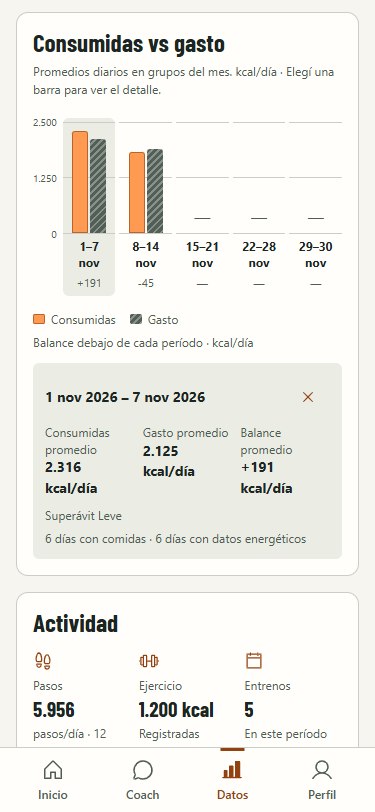 Consumidas vs gasto
Promedios diarios en grupos del mes. kcal/día · Elegí una
barra para ver el detalle.
2.500
1.250
0
1–7 nov
8–14 nov
15–21 nov
22–28 nov
29–30 nov
+191
-45
—
—
—
Consumidas
Gasto
Balance debajo de cada período · kcal/día
1 nov 2026 – 7 nov 2026
Consumidas promedio
2.316 kcal/día
Gasto promedio
2.125 kcal/día
Balance promedio
+191 kcal/día
Superávit Leve
6 días con comidas · 6 días con datos energéticos
Actividad
Pasos
5.956
pasos/día · 12
Ejercicio
1.200 kcal
Registradas
Entrenos
5
En este período
Inicio
Coach
Datos
Perfil